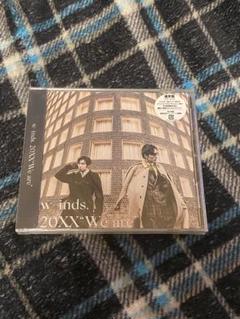 w-inds. 20XX "We are"
w-inds.
20XX "We are"